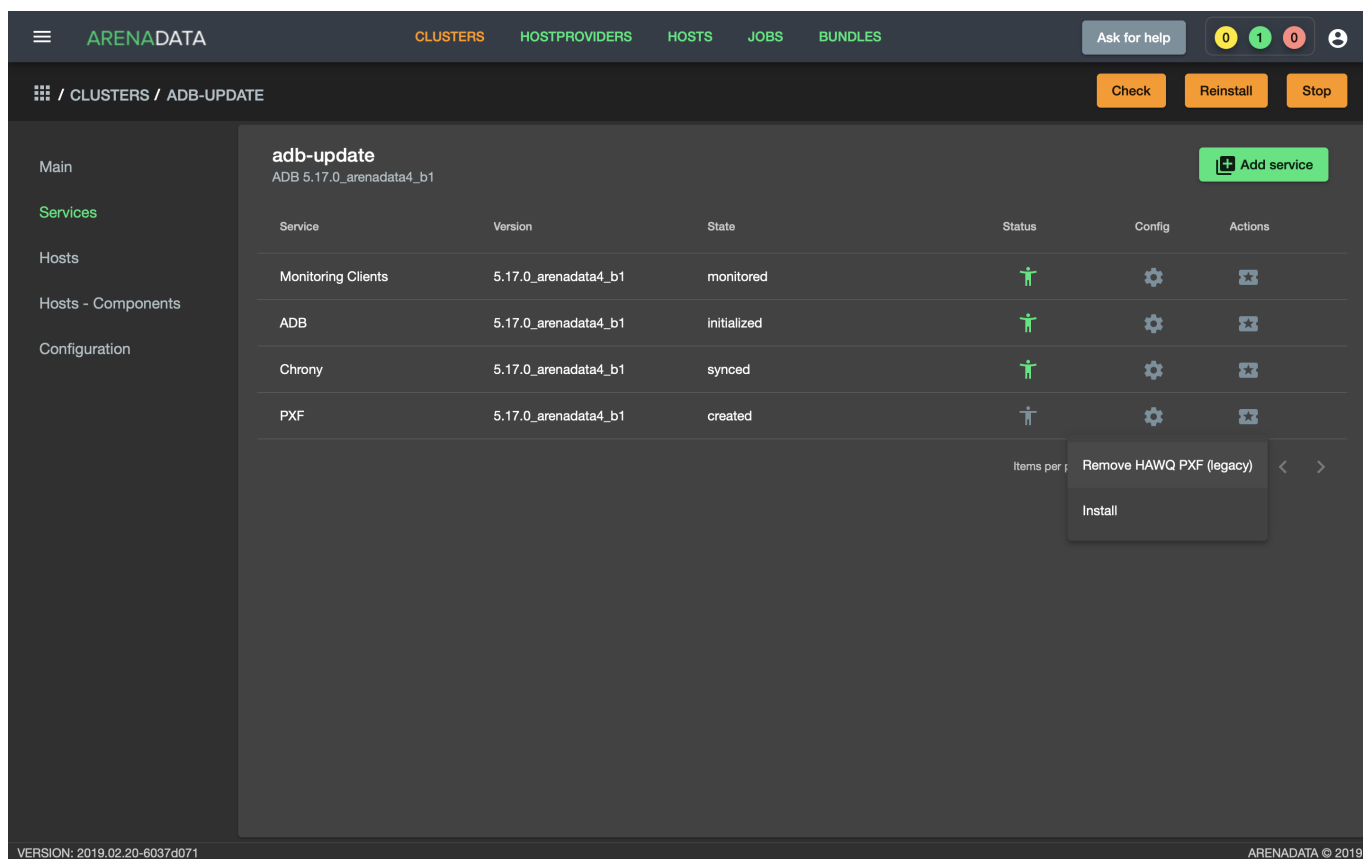 ARENADATA CLUSTERS HOSTPROVIDERS HOSTS JOBS BUNDLES Ask for help 0 1 0
/ CLUSTERS / ADB-UPDATE Check Reinstall Stop
Main
Services
Hosts
Hosts - Components
Configuration
adb-update
ADB 5.17.0_arenadata4_b1
Add service
Service Version State Status Config Actions
Monitoring Clients 5.17.0_arenadata4_b1 monitored
ADB 5.17.0_arenadata4_b1 initialized
Chrony 5.17.0_arenadata4_b1 synced
PXF 5.17.0_arenadata4_b1 created
Items per
Remove HAWQ PXF (legacy)
Install
VERSION: 2019.02.20-6037d071 ARENADATA © 2019